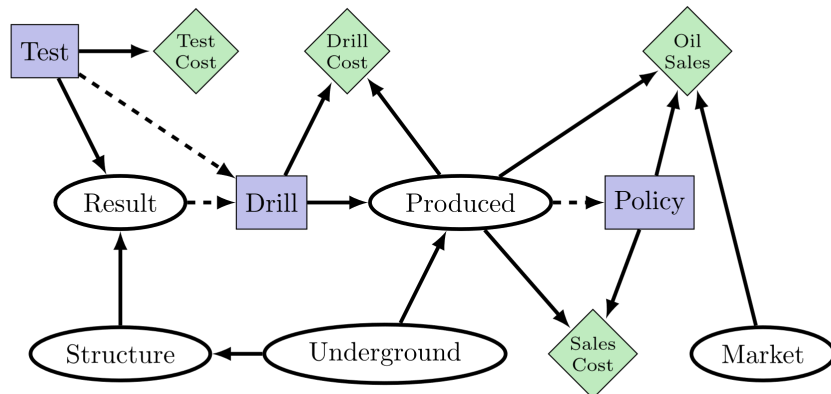 Test
Test
Cost
Drill
Cost
Oil
Sales
Result
Drill
Produced
Policy
Structure
Underground
Sales
Cost
Market